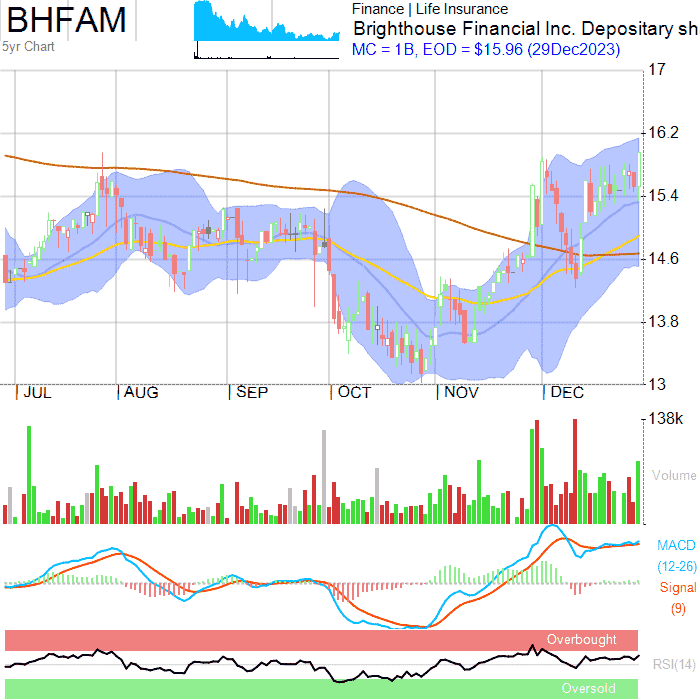 BHFAM
5yr Chart
Finance | Life Insurance
Brighthouse Financial Inc. Depositary sh
MC = 1B, EOD = $15.96 (29Dec2023)
17
16.2
15.4
14.6
13.8
13
JUL AUG SEP OCT NOV DEC
138k
Volume
MACD
(12-26)
Signal
(9)
Overbought
RSI(14)
Oversold